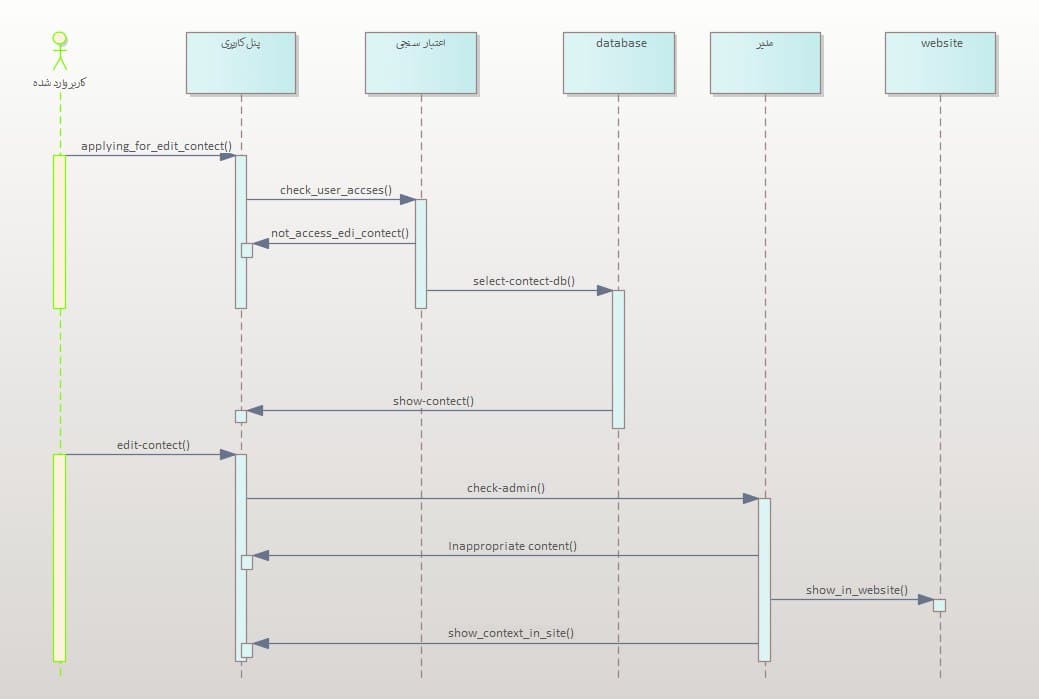 کاربر وارد شده
پنل کاربری
اعتبار سنجی
database
مدیر
website
applying_for_edit_contect()
check_user_accses()
not_access_edi_contect()
select-contect-db()
show-contect()
edit-contect()
check-admin()
Inappropriate content()
show_in_website()
show_context_in_site()